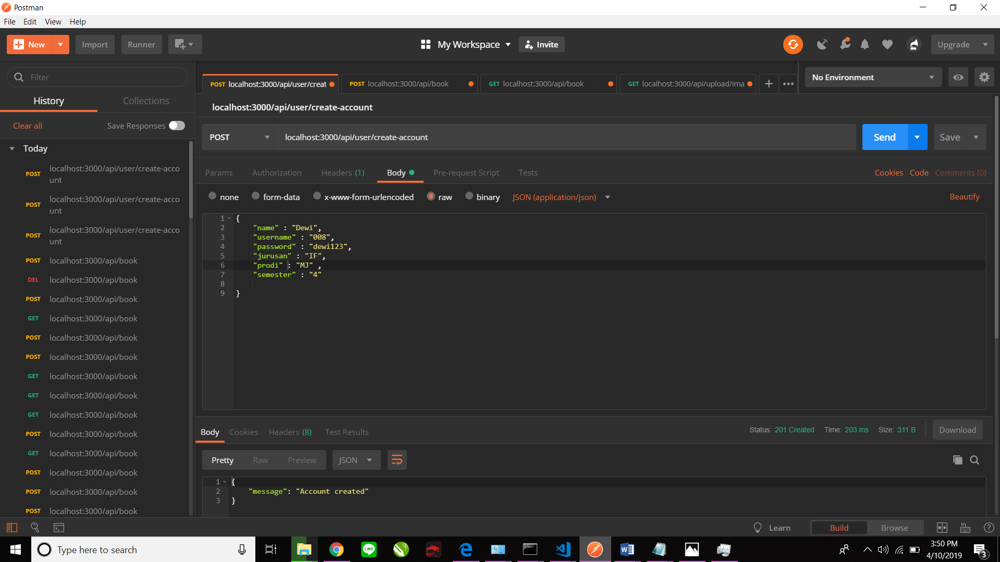 Postman
File Edit View Help
New Import Runner My Workspace Invite Upgrade
Filter
History Collections
Clear all Save Responses
Today
POST localhost:3000/api/user/create-acco
unt
POST localhost:3000/api/user/create-acco
unt
POST localhost:3000/api/user/create-acco
unt
POST localhost:3000/api/book
DEL localhost:3000/api/book
POST localhost:3000/api/book
GET localhost:3000/api/book
POST localhost:3000/api/book
POST localhost:3000/api/book
GET localhost:3000/api/book
GET localhost:3000/api/book
GET localhost:3000/api/book
POST localhost:3000/api/book
GET localhost:3000/api/book
POST localhost:3000/api/book
POST localhost:3000/api/book
POST localhost:3000/api/book
POST localhost:3000/api/user/creat POST localhost:3000/api/book GET localhost:3000/api/book GET localhost:3000/api/upload/ima No Environment
localhost:3000/api/user/create-account
POST localhost:3000/api/user/create-account Send Save
Params Authorization Headers (1) Body Pre-request Script Tests Cookies Code Comments (0)
none form-data x-www-form-urlencoded raw binary JSON (application/json) Beautify
1 {
2 "name" : "Dewi",
3 "username" : "008",
4 "password" : "dewi123",
5 "jurusan" : "IF",
6 "prodi" : "MJ" ,
7 "semester" : "4"
8
9 }
Body Cookies Headers (8) Test Results Status: 201 Created Time: 203 ms Size: 311 B Download
Pretty Raw Preview JSON
1 {
2 "message": "Account created"
3 }
Learn Build Browse
Type here to search
LINE
3:50 PM
4/10/2019
3